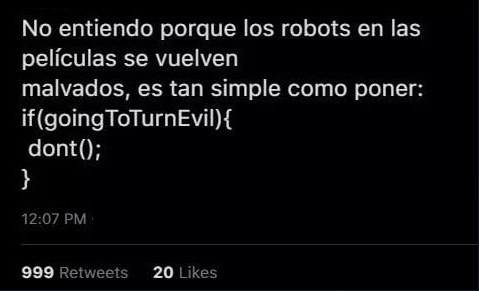 No entiendo porque los robots en las
películas se vuelven
malvados, es tan simple como poner:
if(goingToTurnEvil){
dont();
}
12:07 PM ·
999 Retweets 20 Likes